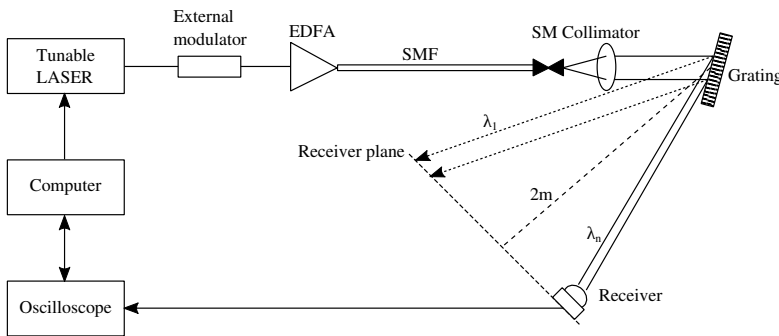 External
modulator
EDFA
SM Collimator
Tunable
LASER
SMF
Grating
λ1
Receiver plane
Computer
2m
λn
Receiver
Oscilloscope